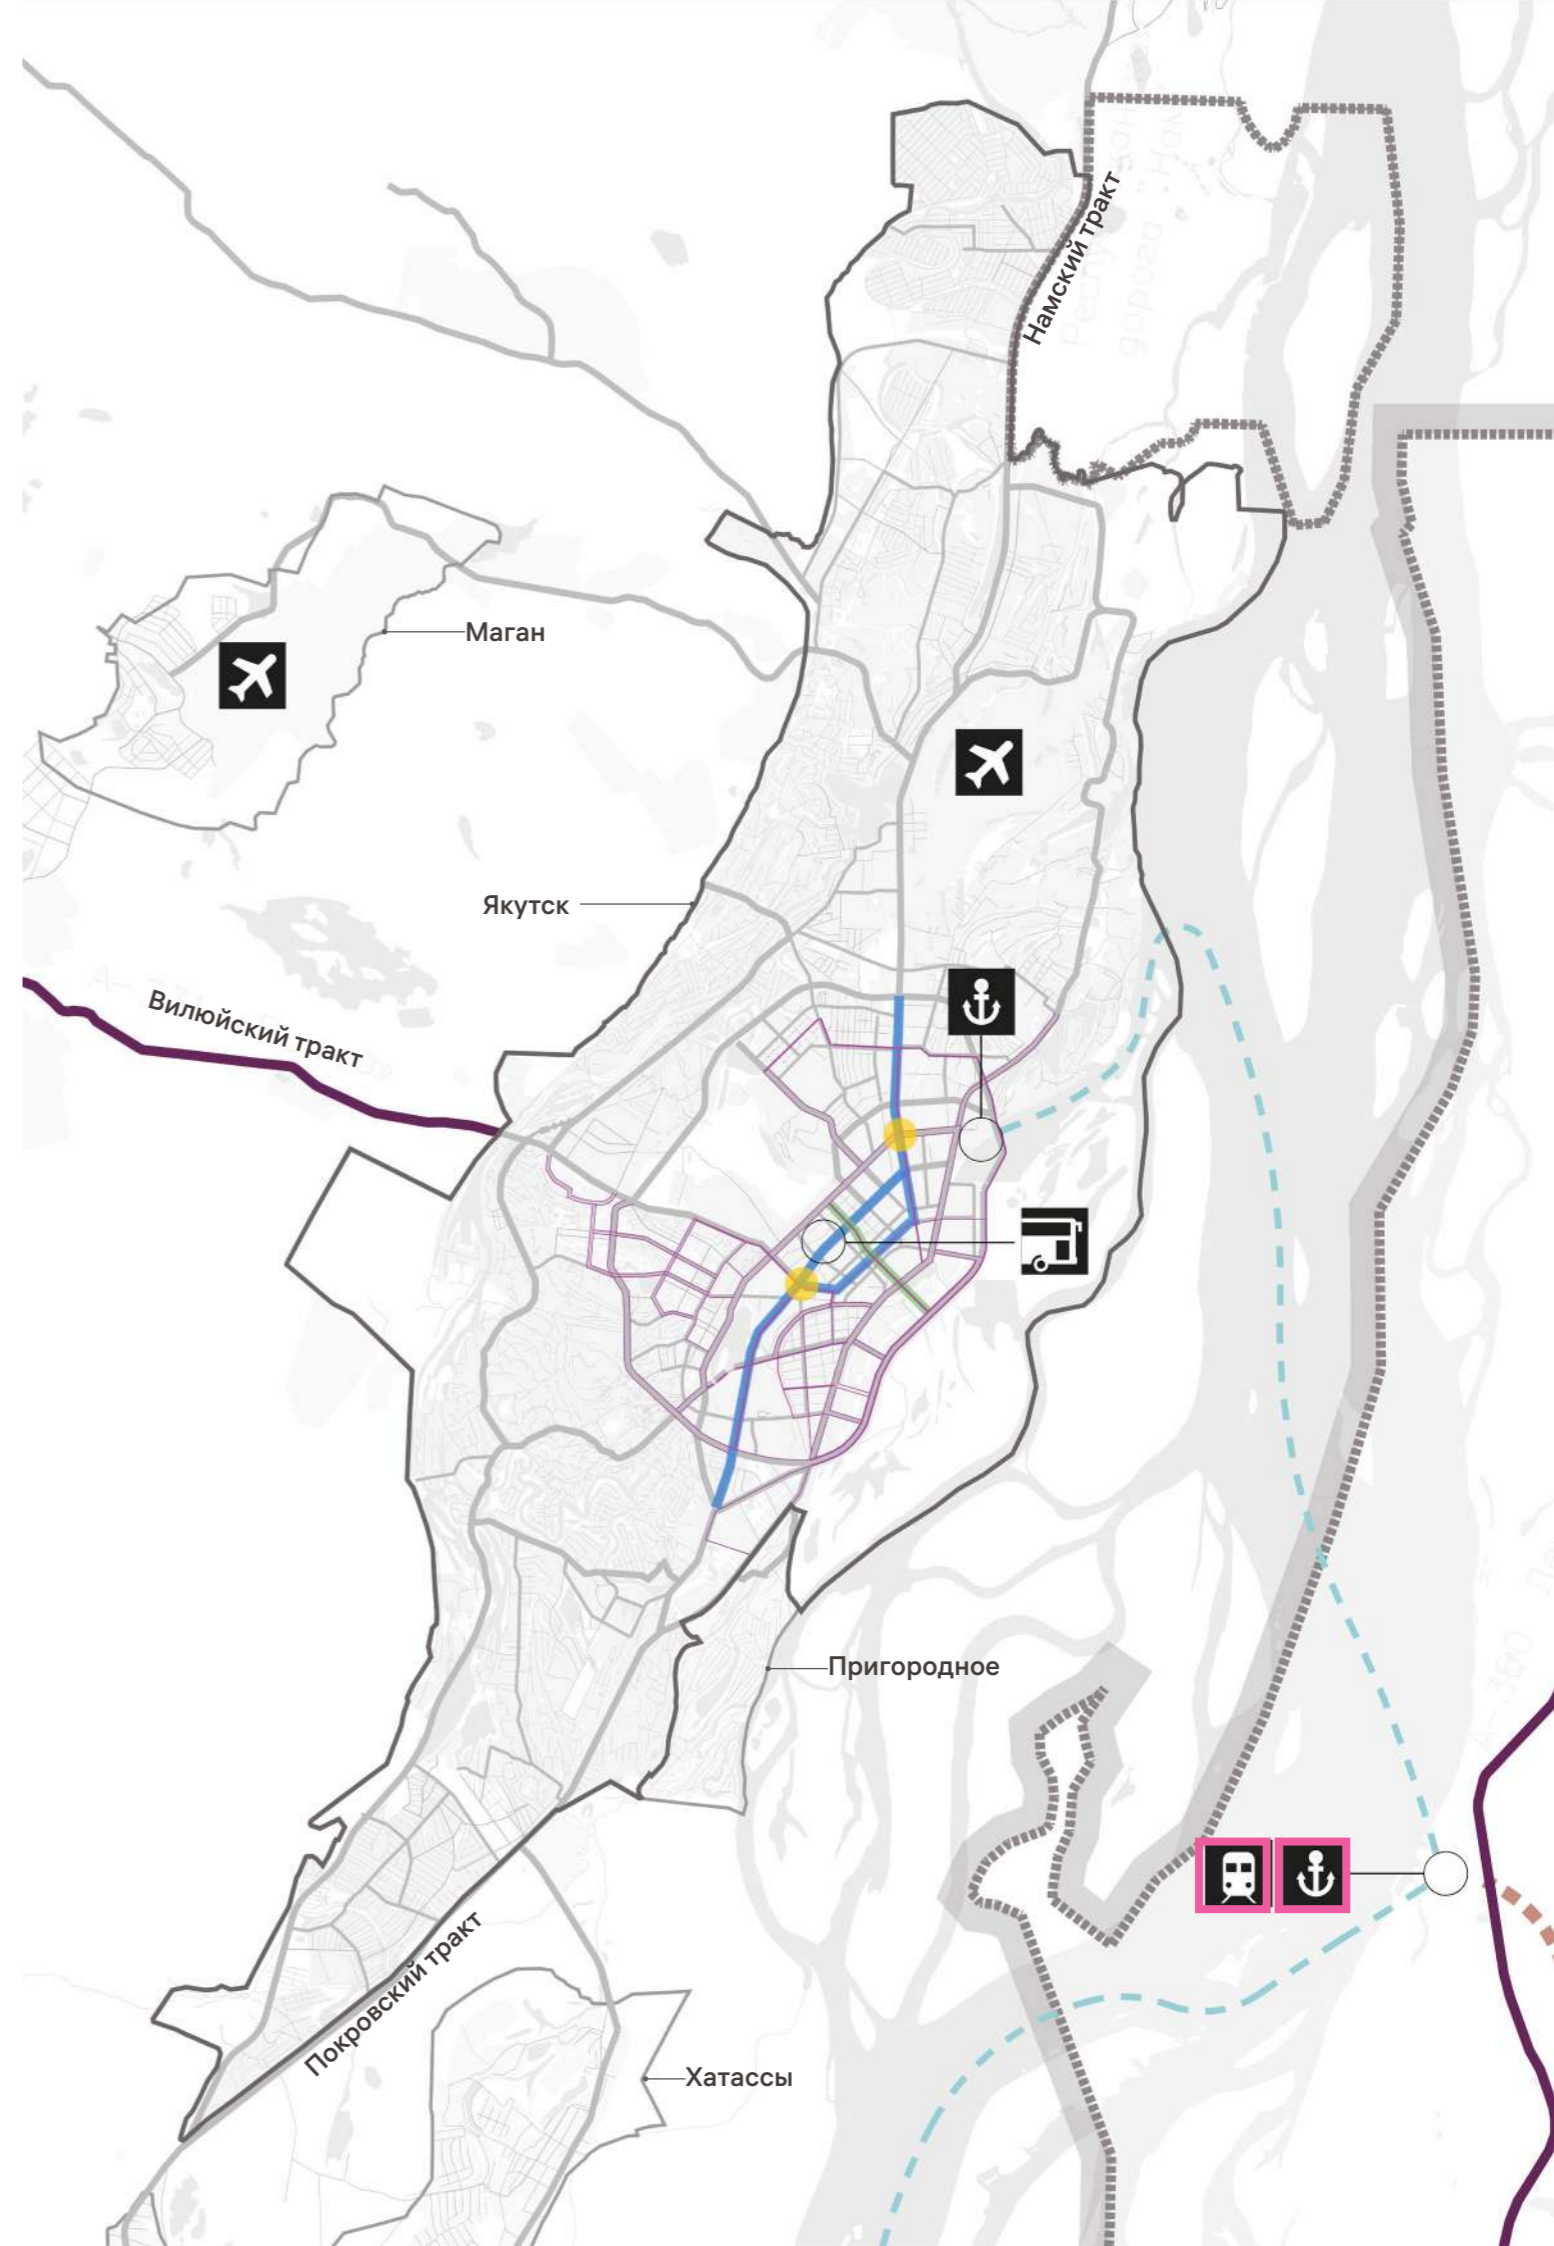 Намский тракт
Маган
Якутск
Вилюйский тракт
Пригородное
Покровский тракт
Хатассы